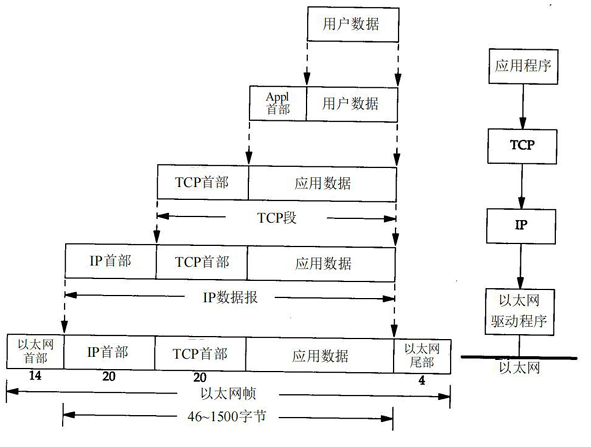 用户数据
Appl
首部
用户数据
TCP首部
应用数据
TCP段
IP首部
TCP首部
应用数据
IP数据报
以太网
首部
IP首部
TCP首部
应用数据
以太网
尾部
14
20
20
4
以太网帧
46~1500字节
应用程序
TCP
IP
以太网
驱动程序
以太网